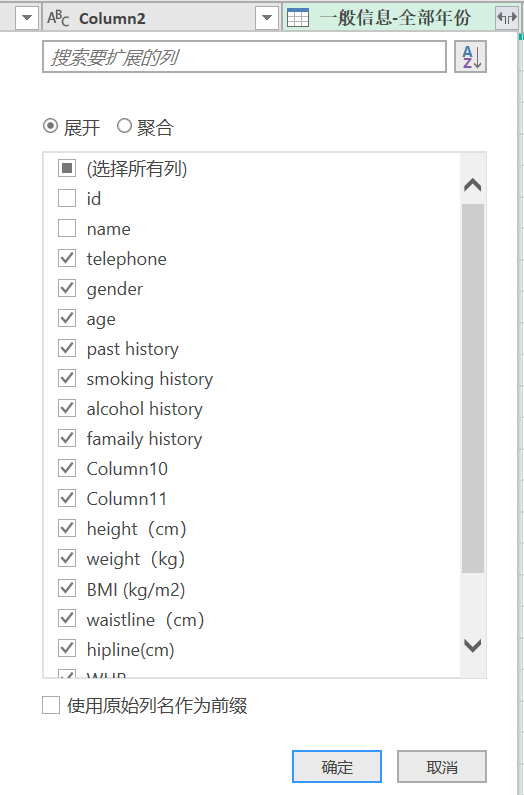 ABC Column2 一般信息-全部年份
搜索要扩展的列
AZ
展开 聚合
(选择所有列)
id
name
telephone
gender
age
past history
smoking history
alcohol history
famaily history
Column10
Column11
height（cm）
weight（kg）
BMI (kg/m2)
waistline（cm）
hipline(cm)
WHR
使用原始列名作为前缀
确定 取消